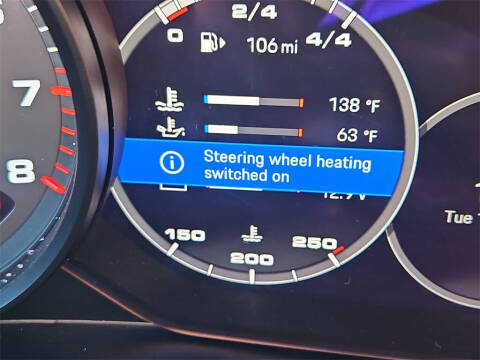 2/4
0
106 mi
4/4
7
138 °F
63 °F
Steering wheel heating
switched on
8
150
200
250
Tue